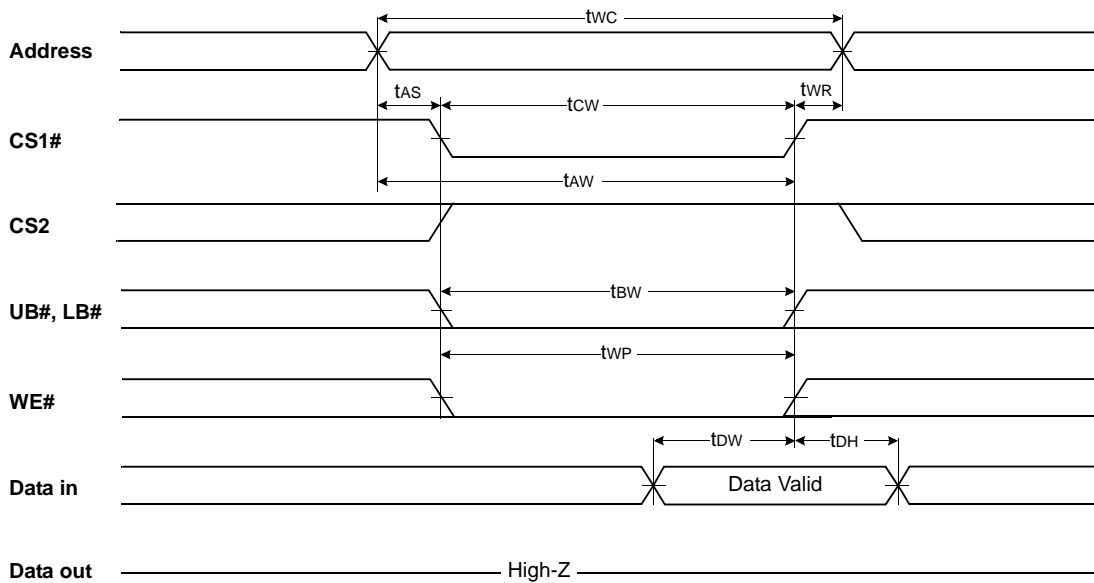 tWC
Address
tAS
tCW
tWR
CS1#
tAW
CS2
tBW
UB#, LB#
tWP
WE#
tDW
tDH
Data in
Data Valid
Data out
High-Z